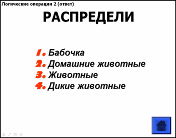 Логические операции 2 (ответ)
РАСПРЕДЕЛИ
1. Бабочка
2. Домашние животные
3. Животные
4. Дикие животные